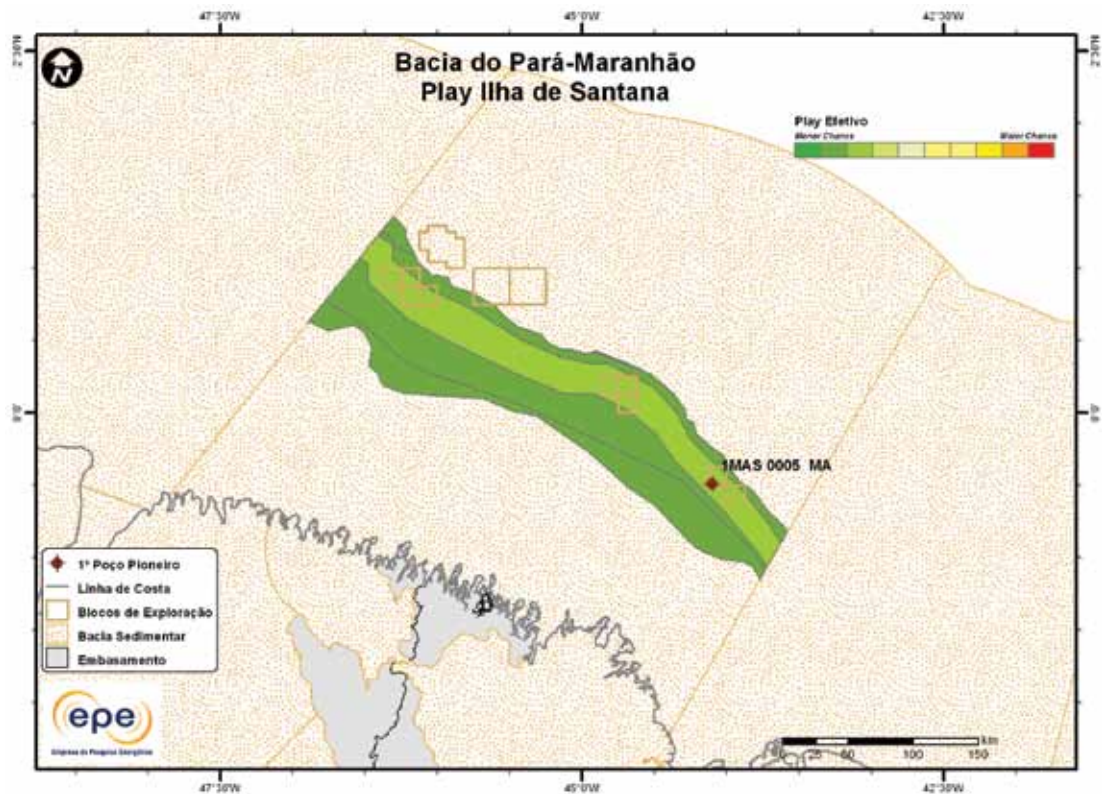 47°30'W 45°0'W 42°30'W
2°30'N 2°30'N
N
Bacia do Pará-Maranhão
Play Ilha de Santana
Play Efetivo
Menor Chance Maior Chance
0°0' 0°0'
1MAS 0005 MA
1º Poço Pioneiro
Linha de Costa
Blocos de Exploração
Bacia Sedimentar
Embasamento
epe
Empresa de Pesquisa Energética
km
0 25 50 100 150
47°30'W 45°0'W 42°30'W